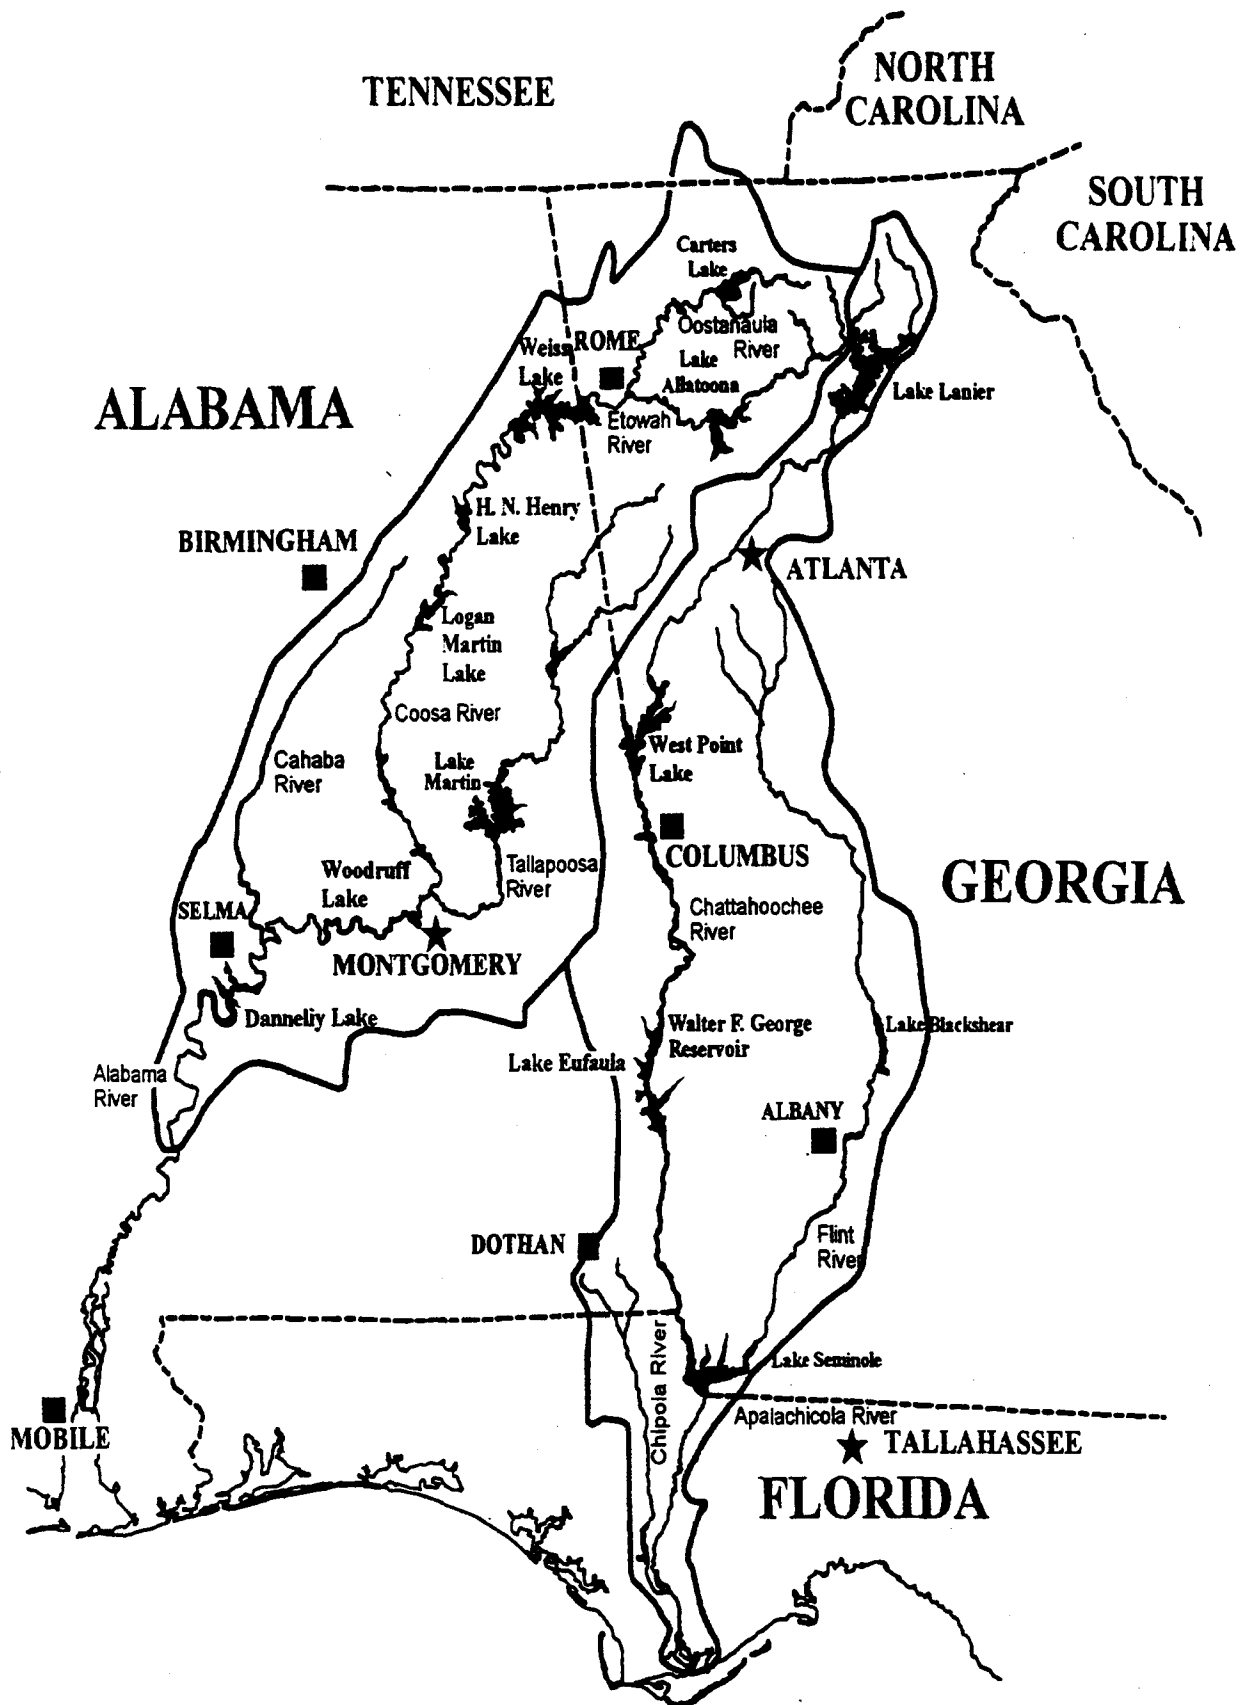 TENNESSEE
NORTH
CAROLINA
SOUTH
CAROLINA
Carters
Lake
Oostanaula
River
Weiss
Lake
ROME
Lake
Allatoona
Lake Lanier
ALABAMA
Etowah
River
H. N. Henry
Lake
BIRMINGHAM
ATLANTA
Logan
Martin
Lake
Coosa River
Cahaba
River
Lake
Martin
West Point
Lake
COLUMBUS
Woodruff
Lake
Tallapoosa
River
GEORGIA
SELMA
Chattahoochee
River
MONTGOMERY
Dannelly Lake
Walter F. George
Reservoir
Lake Blackshear
Lake Eufaula
Alabama
River
ALBANY
DOTHAN
Flint
River
Chipola River
Lake Seminole
Apalachicola River
MOBILE
TALLAHASSEE
FLORIDA